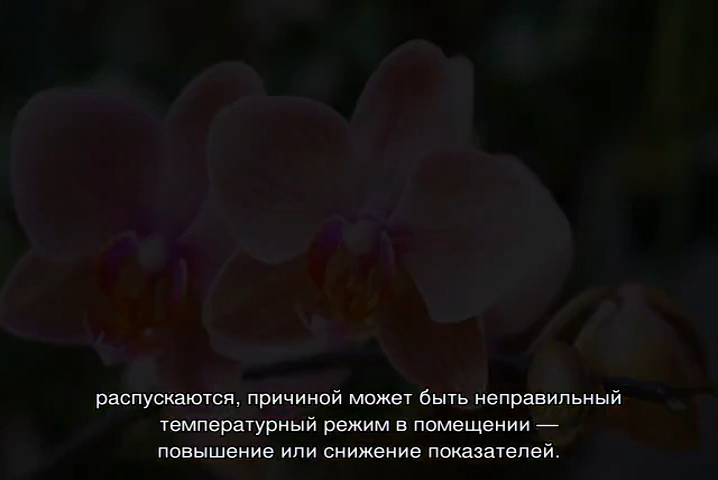 распускаются, причиной может быть неправильный
температурный режим в помещении —
повышение или снижение показателей.